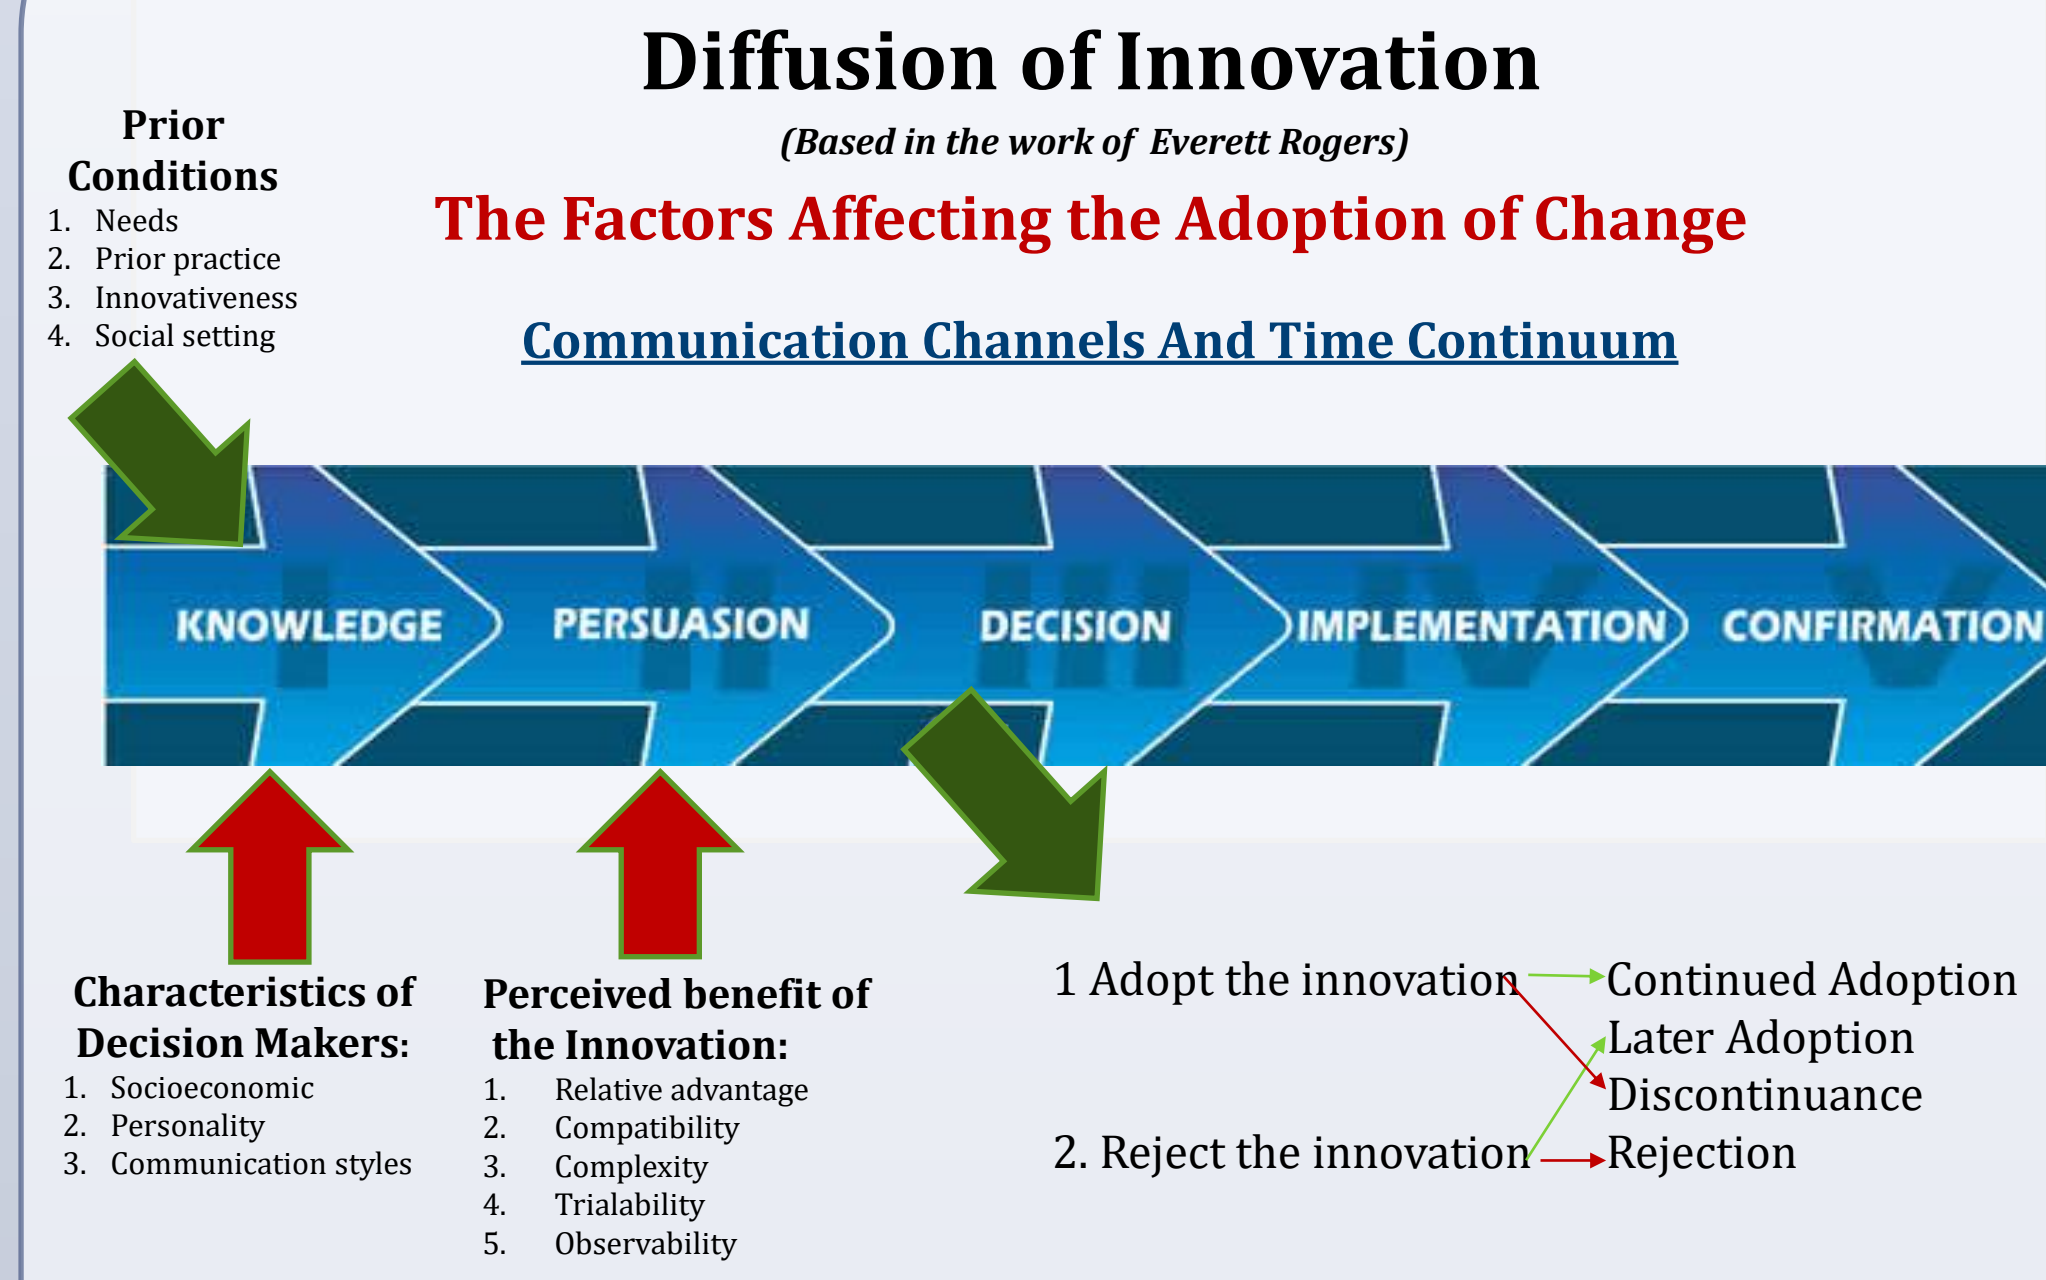 Diffusion of Innovation
(Based in the work of Everett Rogers)
The Factors Affecting the Adoption of Change
Communication Channels And Time Continuum
Prior
Conditions
1. Needs
2. Prior practice
3. Innovativeness
4. Social setting
I II III IV V
KNOWLEDGE PERSUASION DECISION IMPLEMENTATION CONFIRMATION
Characteristics of
Decision Makers:
1. Socioeconomic
2. Personality
3. Communication styles
Perceived benefit of
the Innovation:
1. Relative advantage
2. Compatibility
3. Complexity
4. Trialability
5. Observability
1 Adopt the innovation
2. Reject the innovation
Continued Adoption
Later Adoption
Discontinuance
Rejection